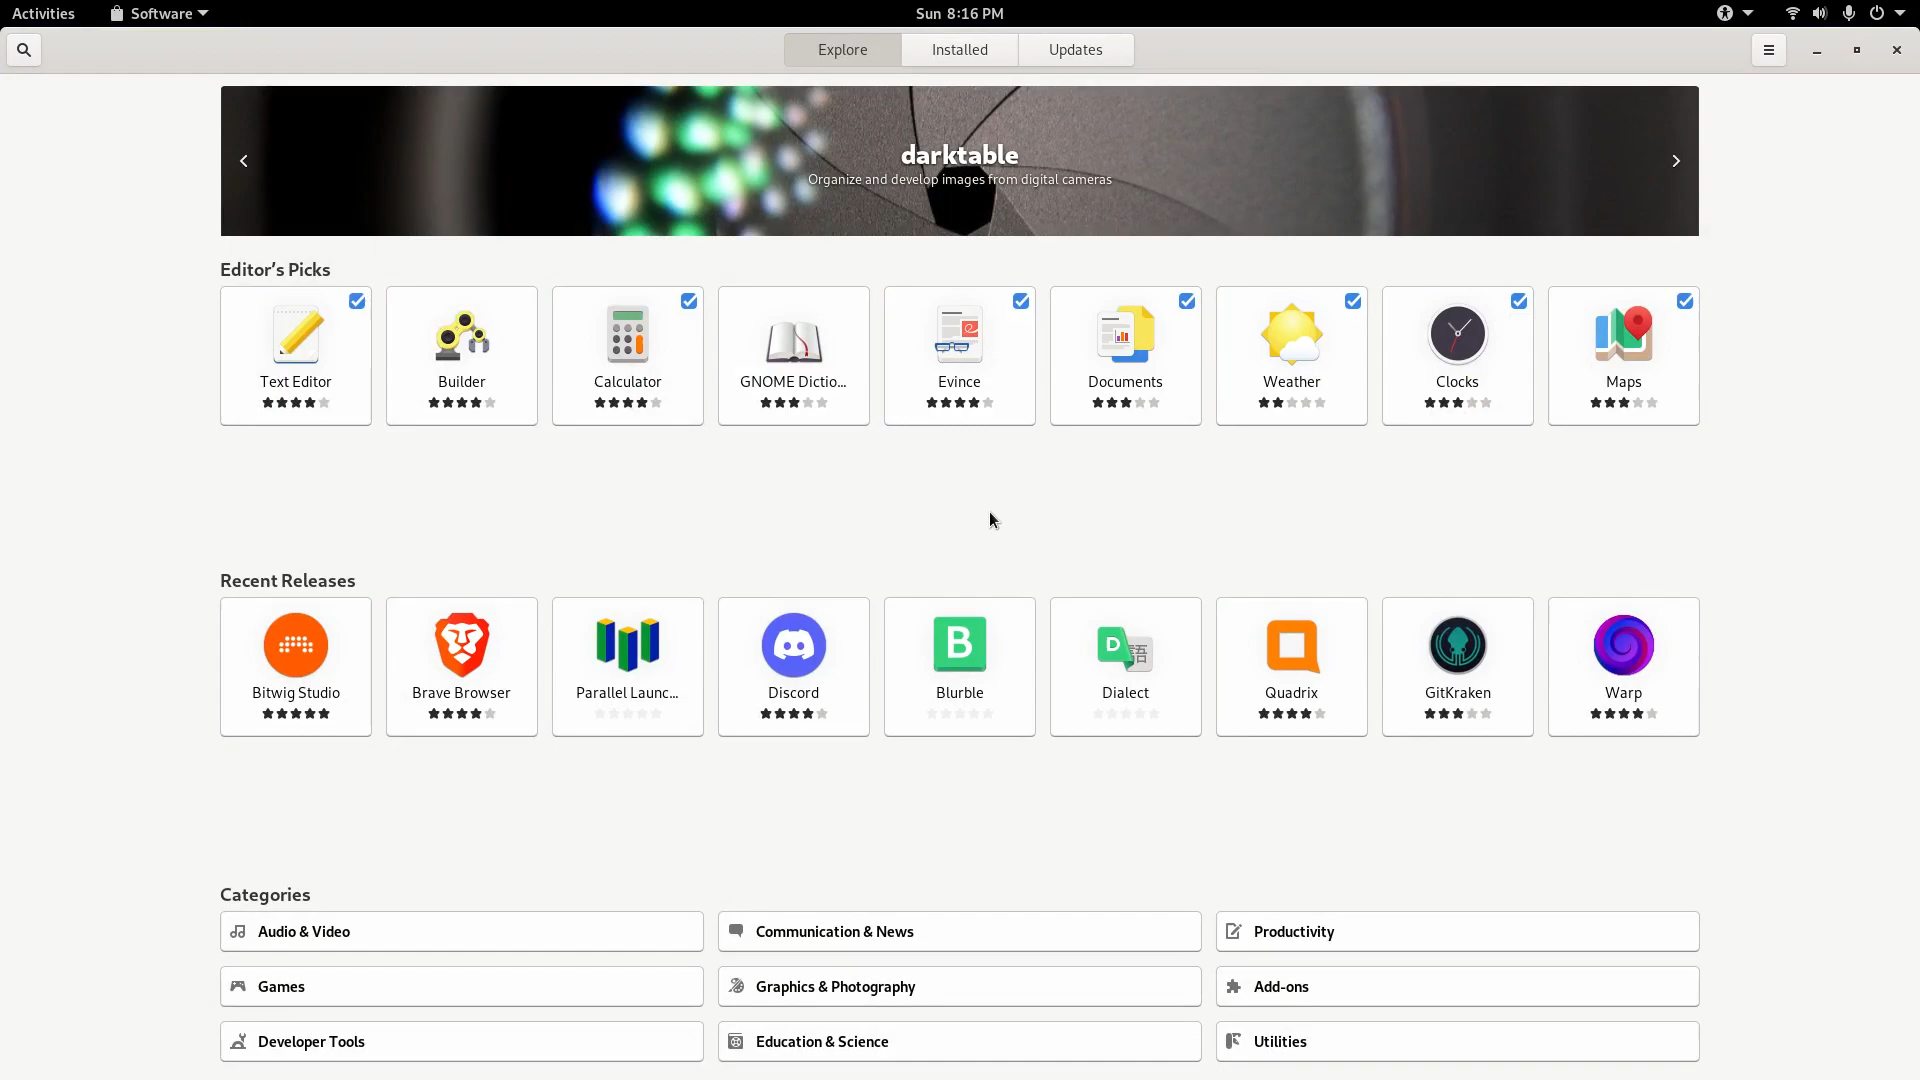 Activities Software Sun 8:16 PM
Explore Installed Updates
darktable
Organize and develop images from digital cameras
Editor’s Picks
Text Editor Builder Calculator GNOME Dictio… Evince Documents Weather Clocks Maps
Recent Releases
B D 語
Bitwig Studio Brave Browser Parallel Launc… Discord Blurble Dialect Quadrix GitKraken Warp
Categories
Audio & Video Communication & News Productivity
Games Graphics & Photography Add-ons
Developer Tools Education & Science Utilities